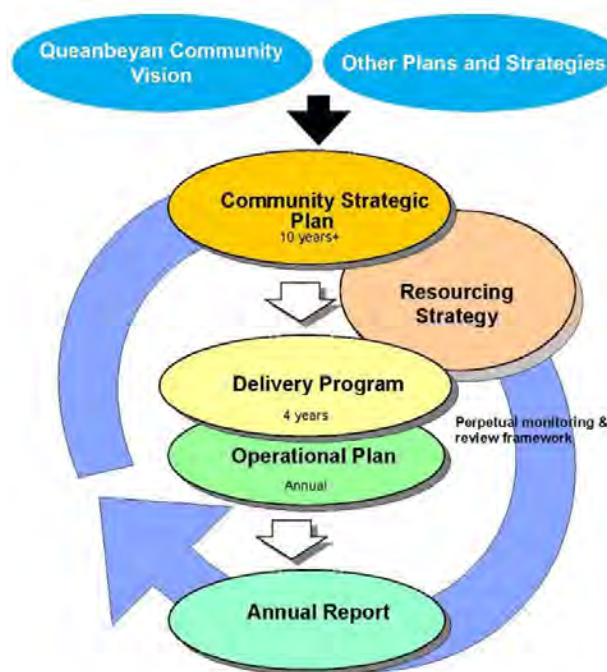 Queanbeyan Community
Vision
Other Plans and Strategies
Community Strategic
Plan
10 years+
Resourcing
Strategy
Delivery Program
4 years
Perpetual monitoring &
review framework
Operational Plan
Annual
Annual Report